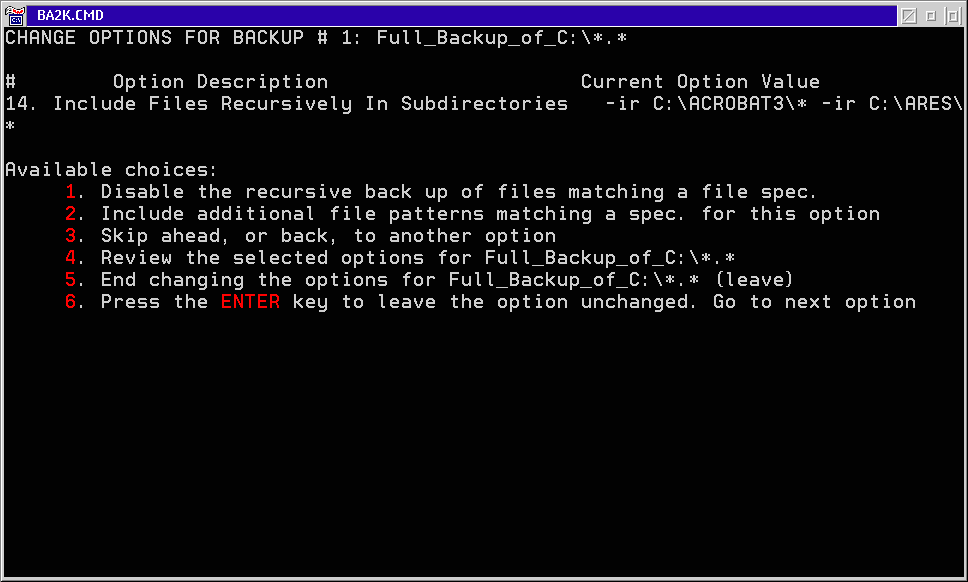 BA2K.CMD
CHANGE OPTIONS FOR BACKUP # 1: Full_Backup_of_C:\*.*
#        Option Description                     Current Option Value
14. Include Files Recursively In Subdirectories   -ir C:\ACROBAT3\* -ir C:\ARES\
*
Available choices:
1. Disable the recursive back up of files matching a file spec.
2. Include additional file patterns matching a spec. for this option
3. Skip ahead, or back, to another option
4. Review the selected options for Full_Backup_of_C:\*.*
5. End changing the options for Full_Backup_of_C:\*.* (leave)
6. Press the ENTER key to leave the option unchanged. Go to next option